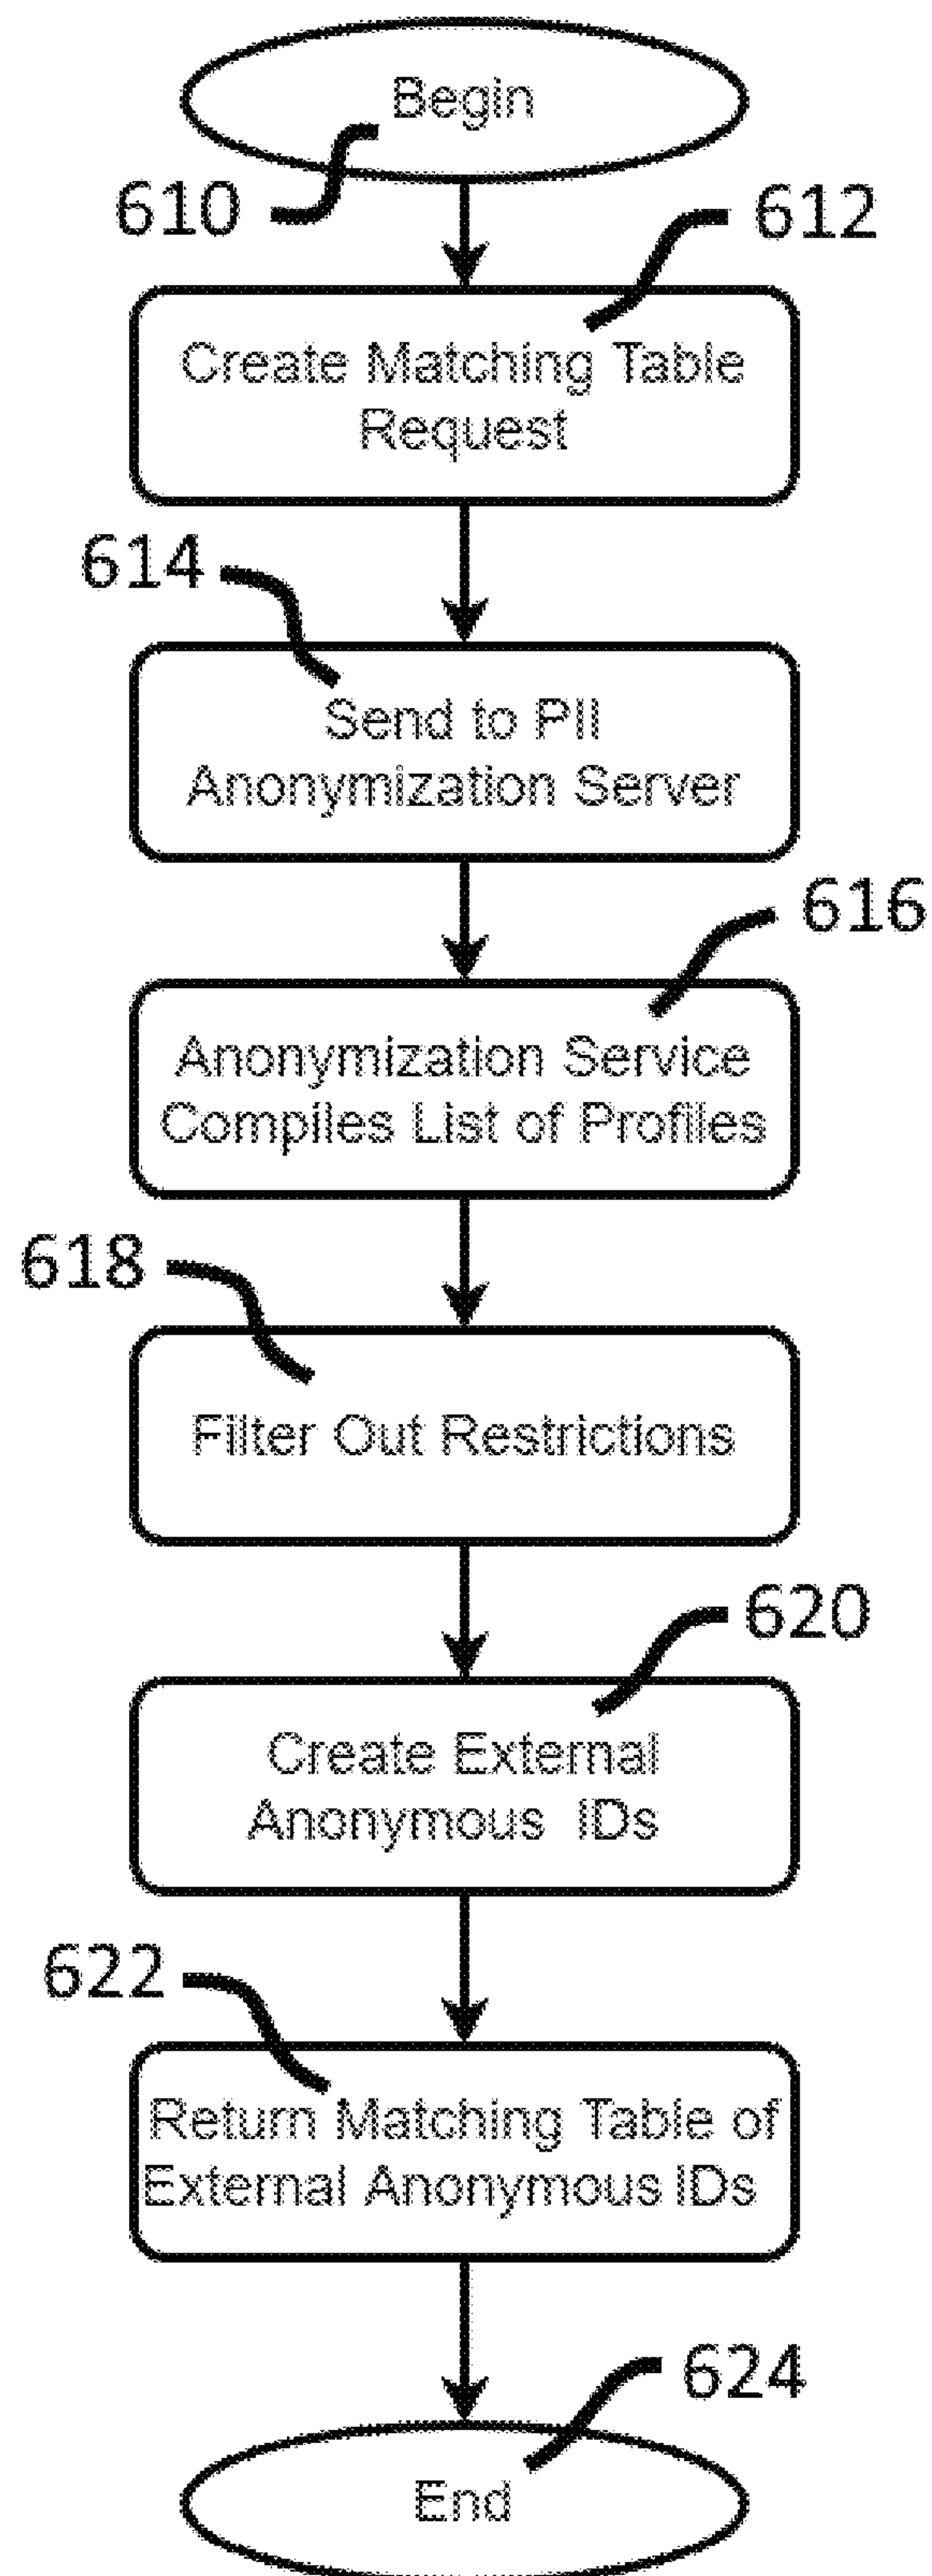 Begin
610
612
Create Matching Table
Request
614
Send to PII
Anonymization Server
616
Anonymization Service
Compiles List of Profiles
618
Filter Out Restrictions
620
Create External
Anonymous IDs
622
Return Matching Table of
External Anonymous IDs
624
End